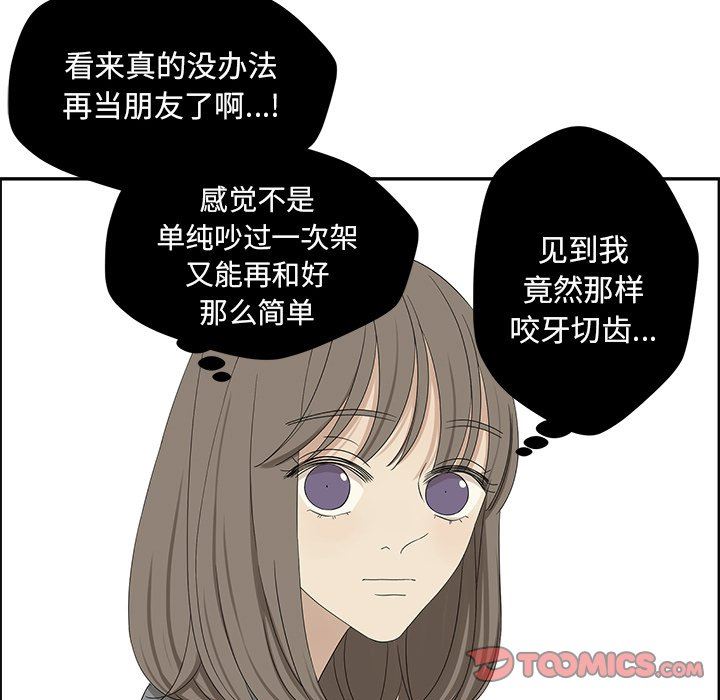 看来真的没办法
再当朋友了啊...!
感觉不是
单纯吵过一次架
又能再和好
那么简单
见到我
竟然那样
咬牙切齿...
TOOMICS.COM